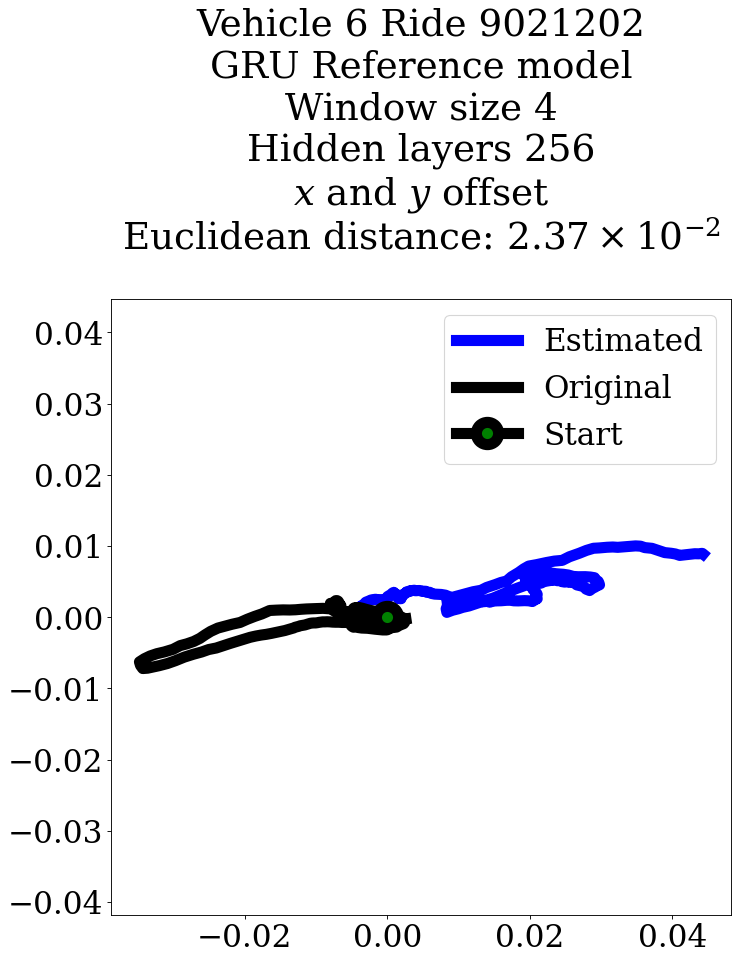 Vehicle 6 Ride 9021202
GRU Reference model
Window size 4
Hidden layers 256
x and y offset
Euclidean distance: 2.37 × 10⁻²
Estimated
Original
Start
0.04
0.03
0.02
0.01
0.00
−0.01
−0.02
−0.03
−0.04
−0.02 0.00 0.02 0.04